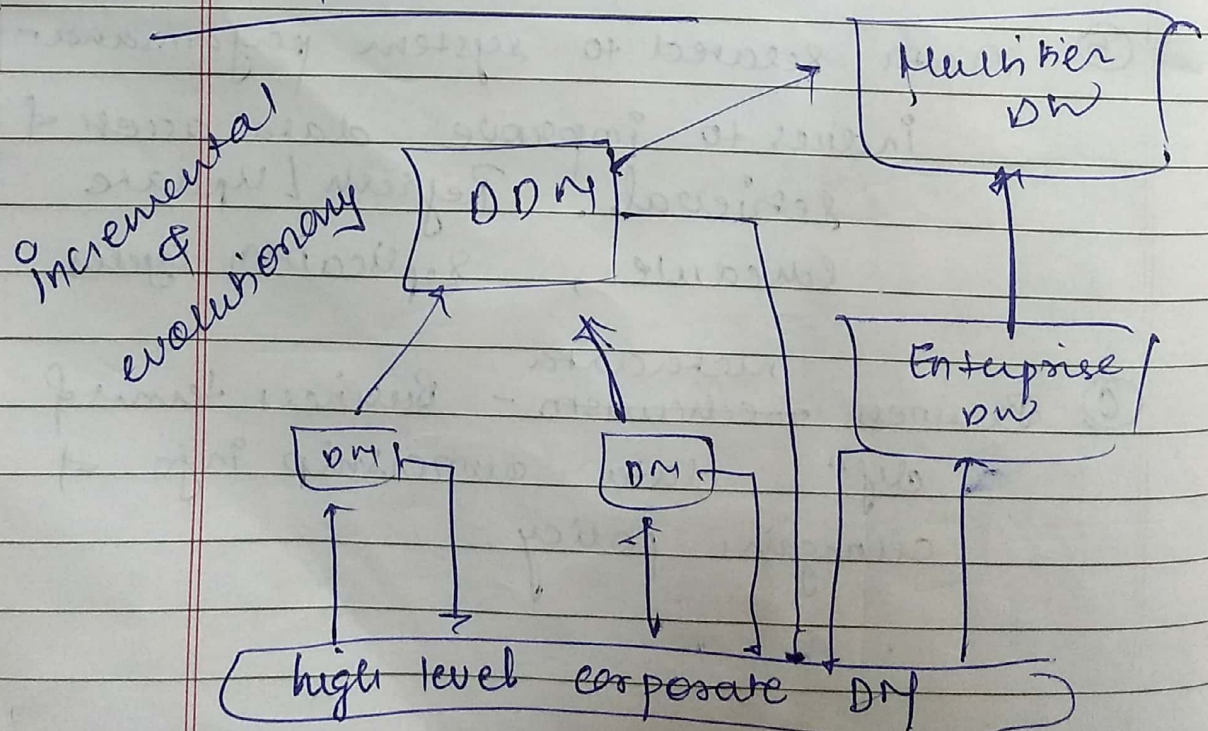 Multitier
DW
incremental
&
evolutionary
DDM
Enterprise
DW
DM
DM
high level corporate DM